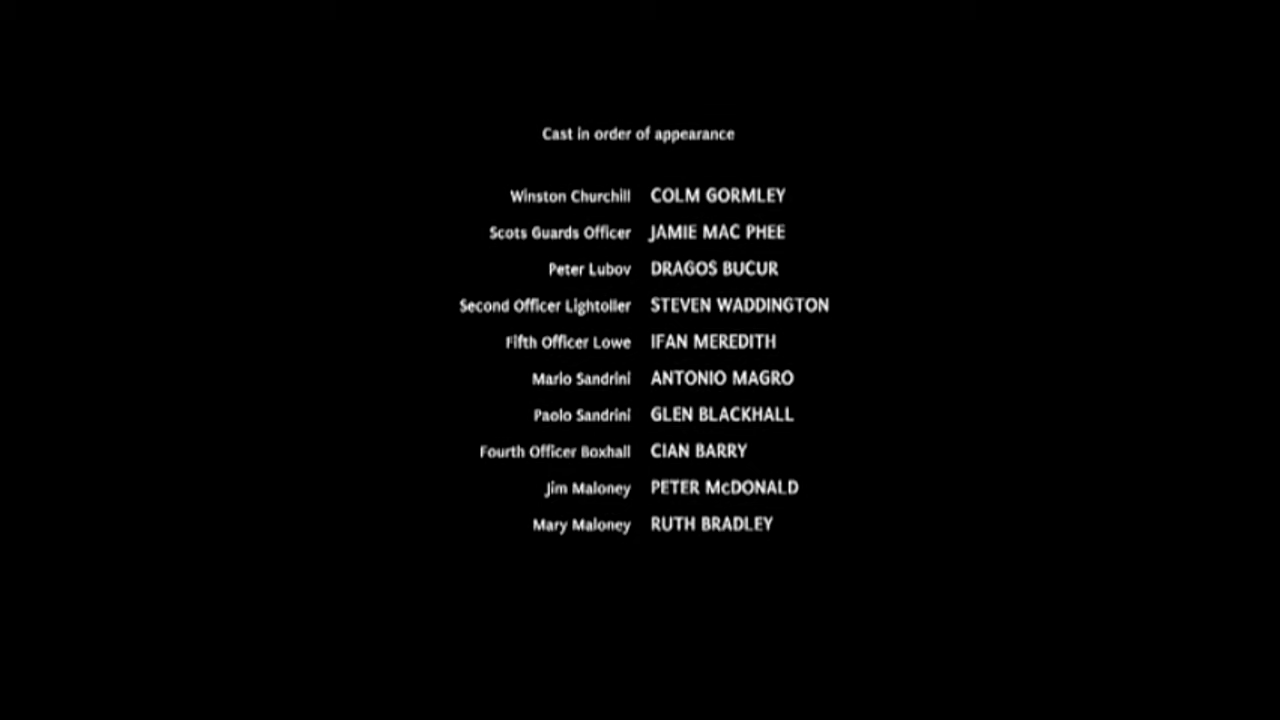 Cast in order of appearance
Winston Churchill COLM GORMLEY
Scots Guards Officer JAMIE MAC PHEE
Peter Lubov DRAGOS BUCUR
Second Officer Lightoller STEVEN WADDINGTON
Fifth Officer Lowe IFAN MEREDITH
Mario Sandrini ANTONIO MAGRO
Paolo Sandrini GLEN BLACKHALL
Fourth Officer Boxhall CIAN BARRY
Jim Maloney PETER McDONALD
Mary Maloney RUTH BRADLEY